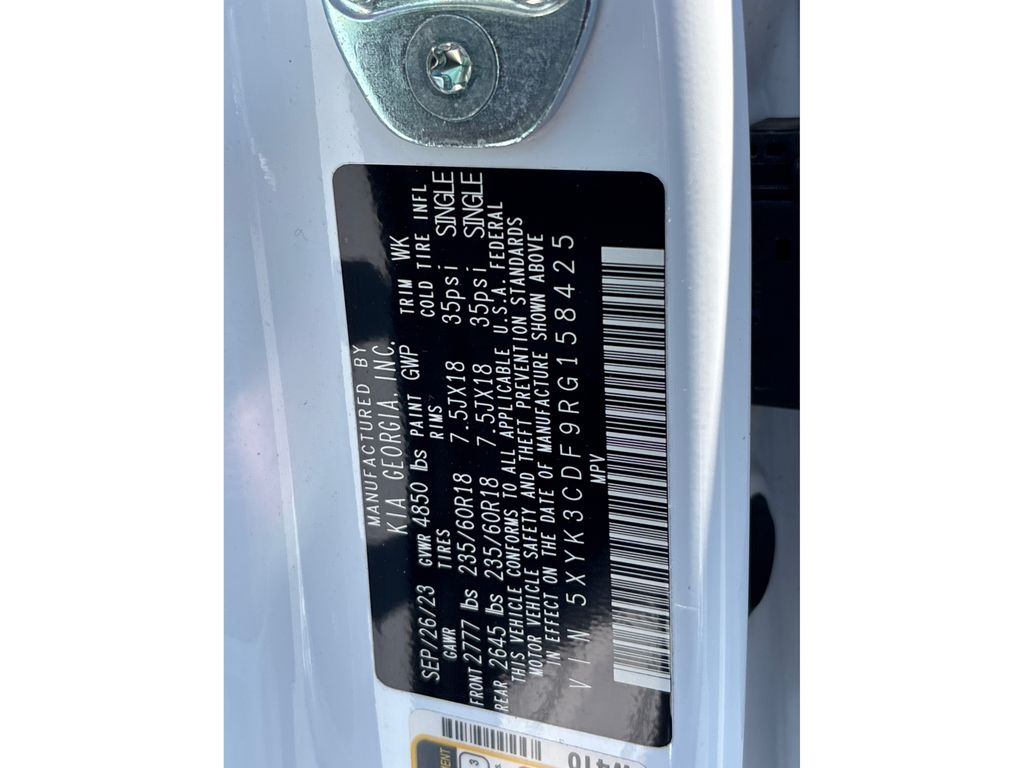 MANUFACTURED BY
KIA GEORGIA INC.
SEP/26/23 GVWR 4850 lbs PAINT GWP TRIM WK
GAWR TIRES RIMS COLD TIRE INFL
FRONT 2777 lbs 235/60R18 7.5JX18 35psi SINGLE
REAR 2645 lbs 235/60R18 7.5JX18 35psi SINGLE
THIS VEHICLE CONFORMS TO ALL APPLICABLE U.S.A. FEDERAL
MOTOR VEHICLE SAFETY AND THEFT PREVENTION STANDARDS
IN EFFECT ON THE DATE OF MANUFACTURE SHOWN ABOVE
VIN 5XYK3CDF9RG158425
MPV